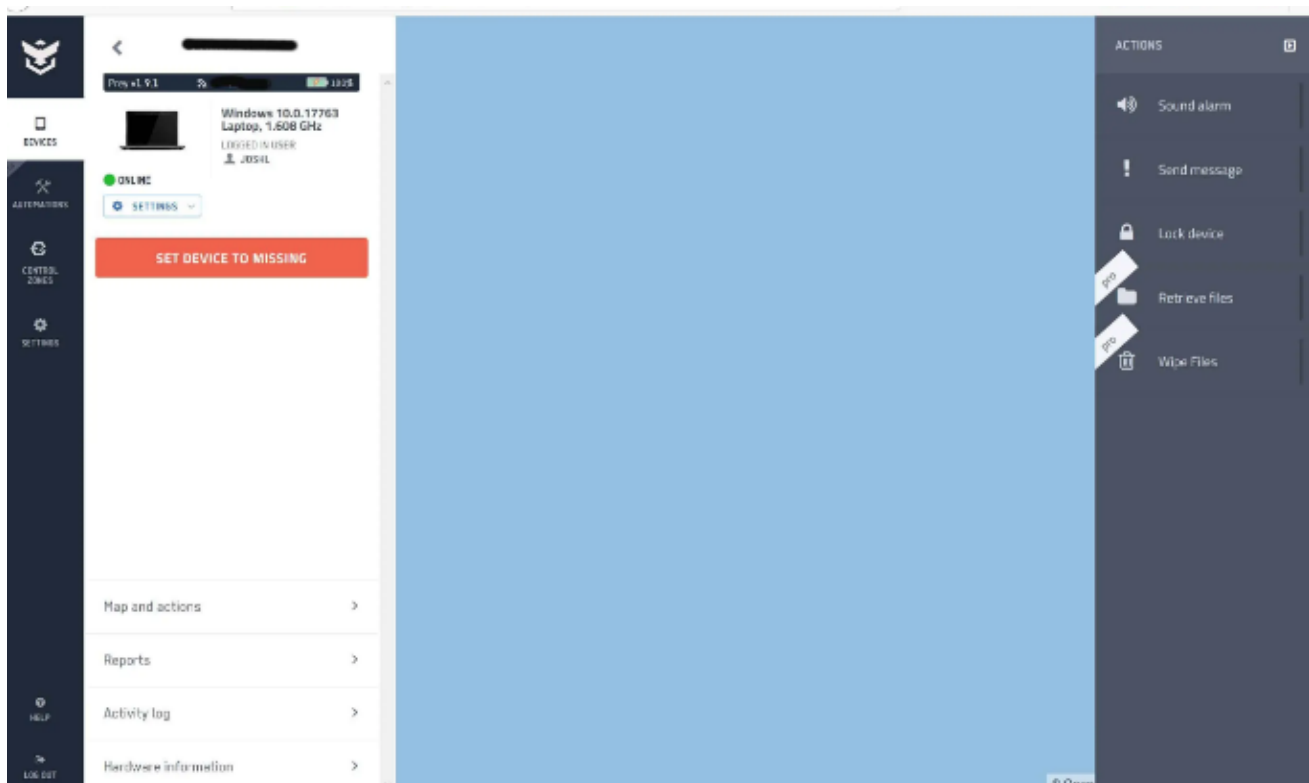 DEVICES
AUTOMATIONS
CONTROL
ZONES
SETTINGS
HELP
LOG OUT
Prey v1.9.1
Windows 10.0.17763
Laptop, 1.608 GHz
LOGGED IN USER
JOSHL
ONLINE
SETTINGS
SET DEVICE TO MISSING
Map and actions
Reports
Activity log
Hardware information
ACTIONS
Sound alarm
Send message
Lock device
pro
Retrieve files
pro
Wipe Files